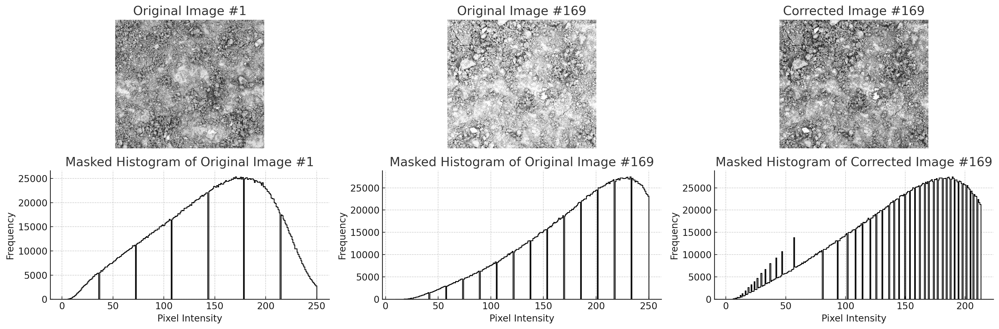 Original Image #1
Original Image #169
Corrected Image #169
Masked Histogram of Original Image #1
Masked Histogram of Original Image #169
Masked Histogram of Corrected Image #169
Frequency
25000
20000
15000
10000
5000
0
0 50 100 150 200 250
Pixel Intensity
Frequency
25000
20000
15000
10000
5000
0
0 50 100 150 200 250
Pixel Intensity
Frequency
25000
20000
15000
10000
5000
0
0 50 100 150 200
Pixel Intensity